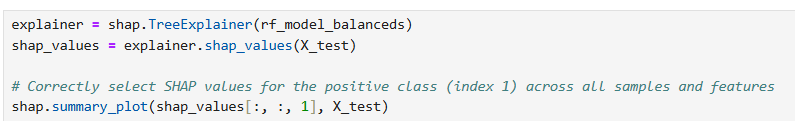 explainer = shap.TreeExplainer(rf_model_balanceds)
shap_values = explainer.shap_values(X_test)
# Correctly select SHAP values for the positive class (index 1) across all samples and features
shap.summary_plot(shap_values[:, :, 1], X_test)